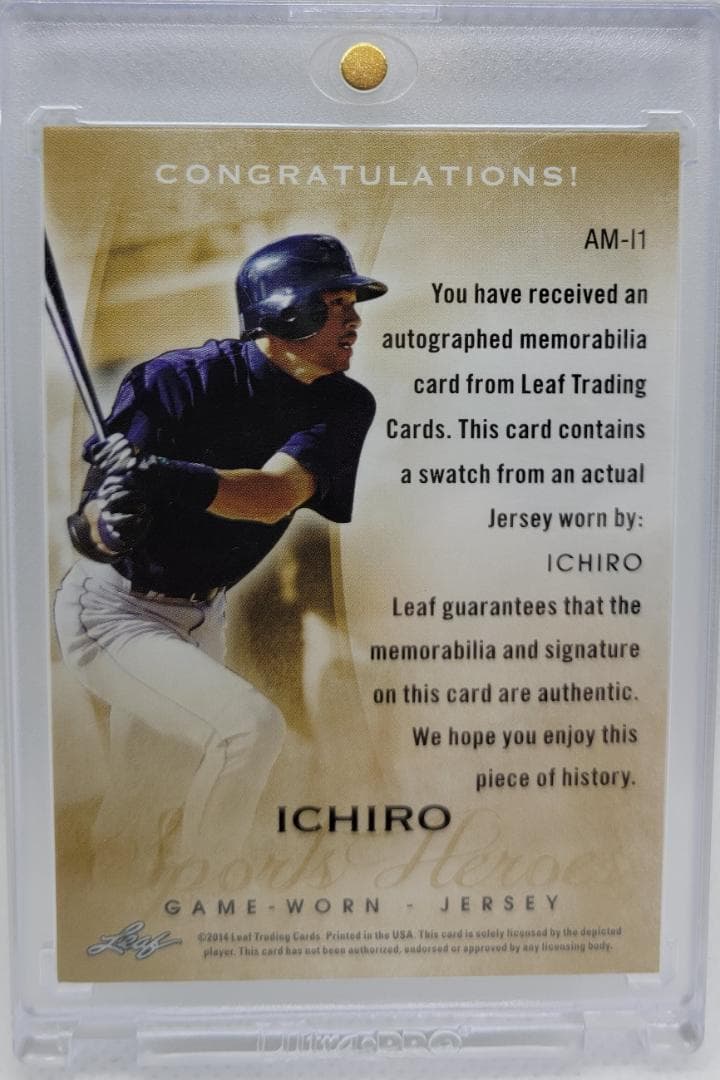 CONGRATULATIONS!
AM-I1
You have received an
autographed memorabilia
card from Leaf Trading
Cards. This card contains
a swatch from an actual
Jersey worn by:
ICHIRO
Leaf guarantees that the
memorabilia and signature
on this card are authentic.
We hope you enjoy this
piece of history.
ICHIRO
Sports Heroes
GAME-WORN - JERSEY
Leaf
©2014 Leaf Trading Cards. Printed in the USA. This card is solely licensed by the depicted
player. This card has not been authorized, endorsed or approved by any licensing body.
Ultra PRO